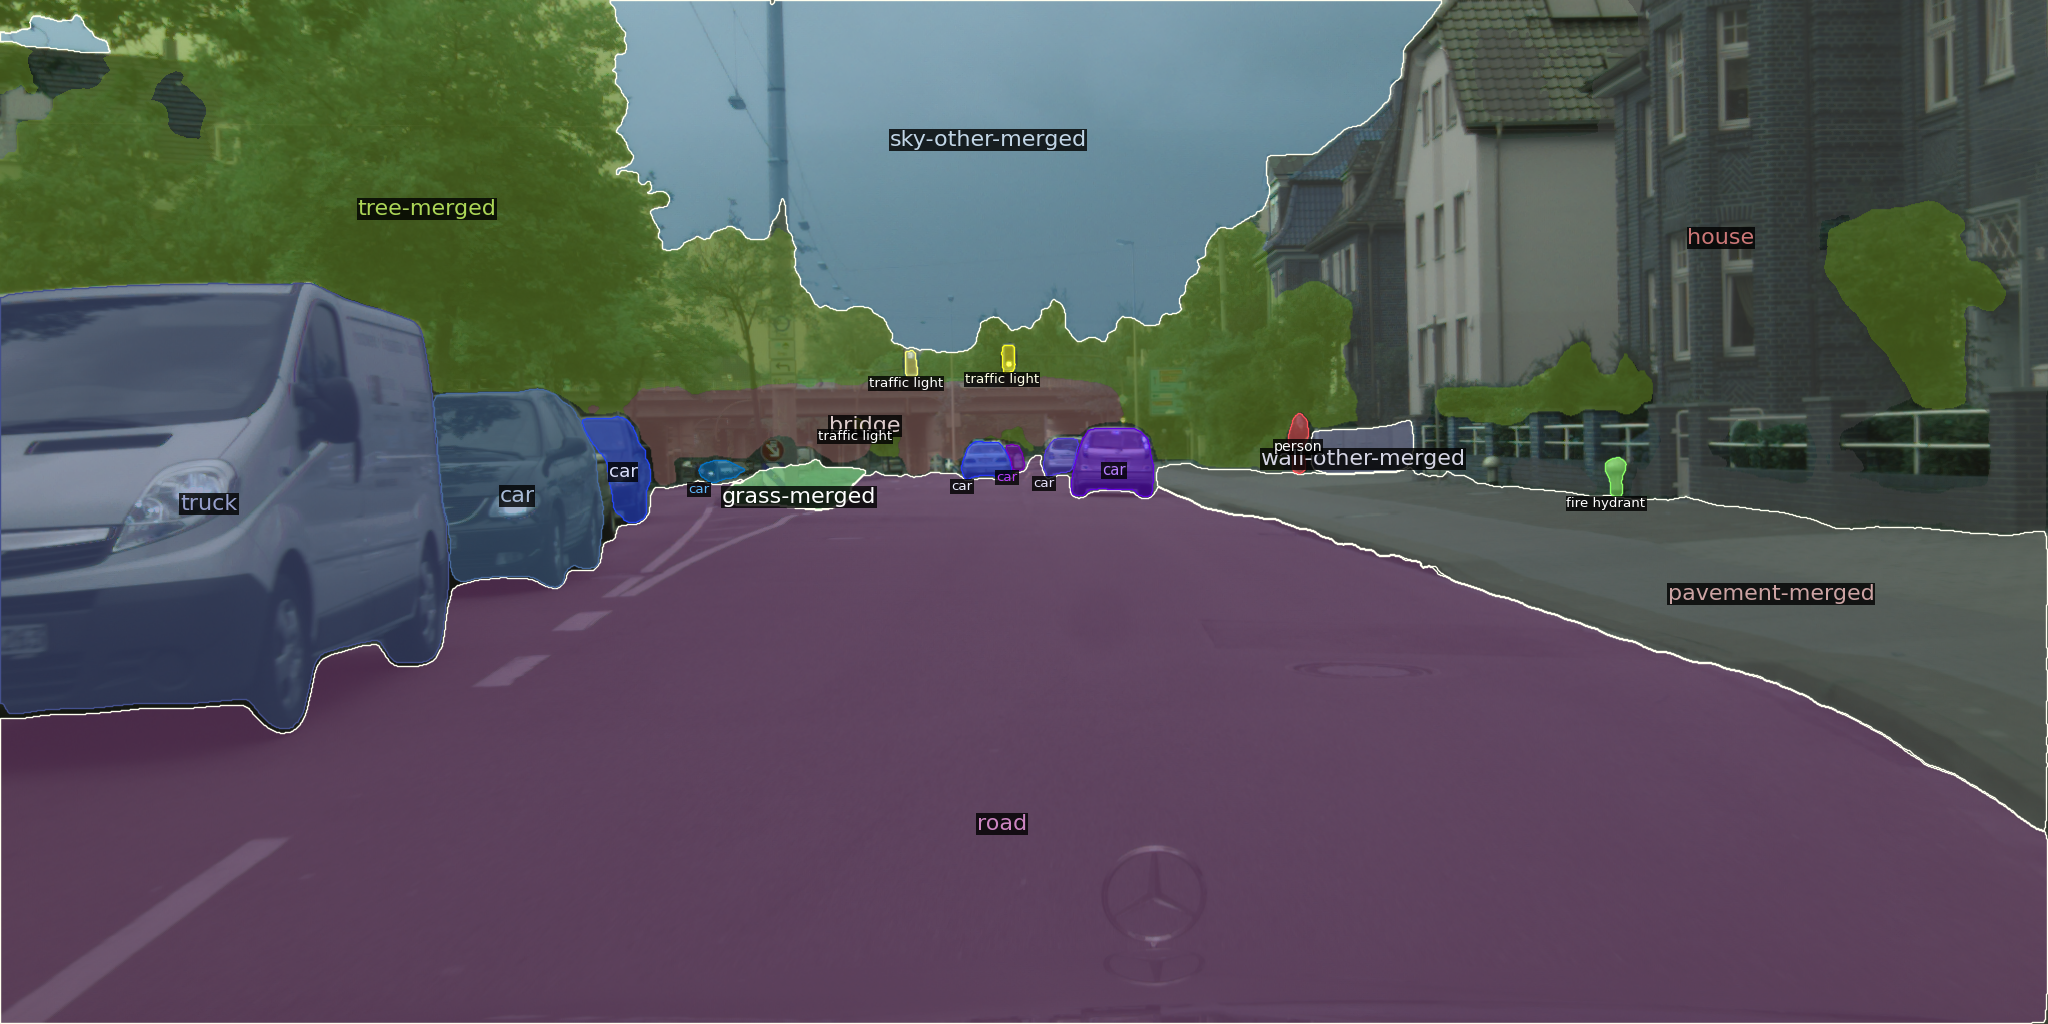 sky-other-merged
tree-merged
house
traffic light
traffic light
bridge
traffic light
person
wall-other-merged
car
car
car
car
car
car
truck
car
grass-merged
fire hydrant
pavement-merged
road